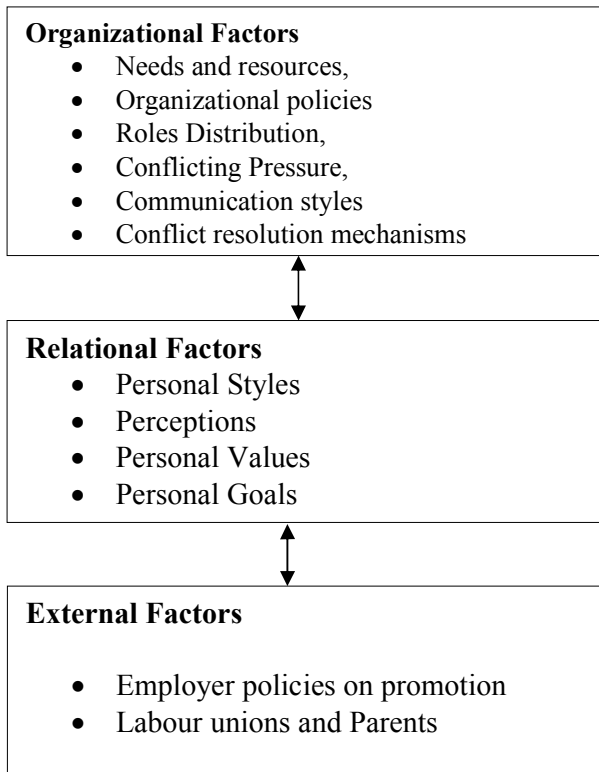 Organizational Factors
• Needs and resources,
• Organizational policies
• Roles Distribution,
• Conflicting Pressure,
• Communication styles
• Conflict resolution mechanisms
Relational Factors
• Personal Styles
• Perceptions
• Personal Values
• Personal Goals
External Factors
• Employer policies on promotion
• Labour unions and Parents